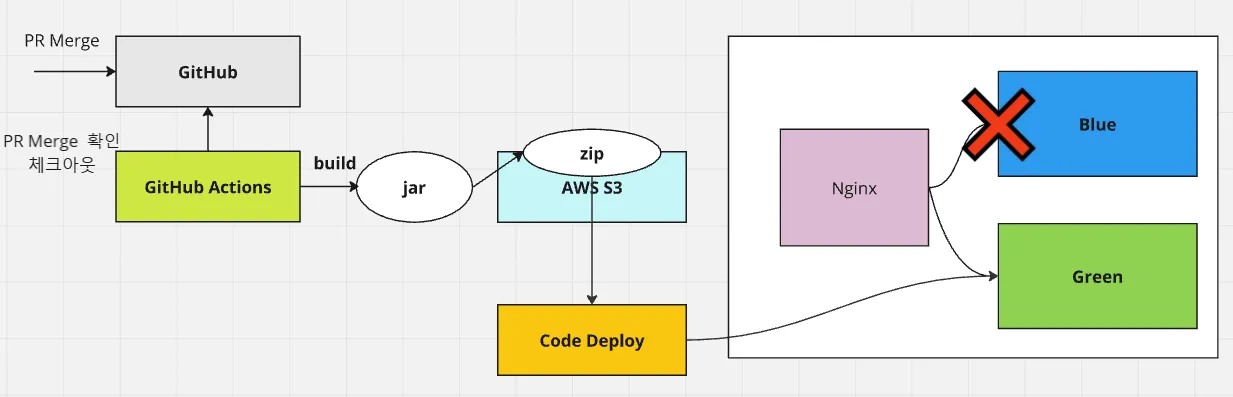 PR Merge
GitHub
PR Merge 확인
체크아웃
GitHub Actions
build
jar
zip
AWS S3
Code Deploy
Nginx
Blue
Green